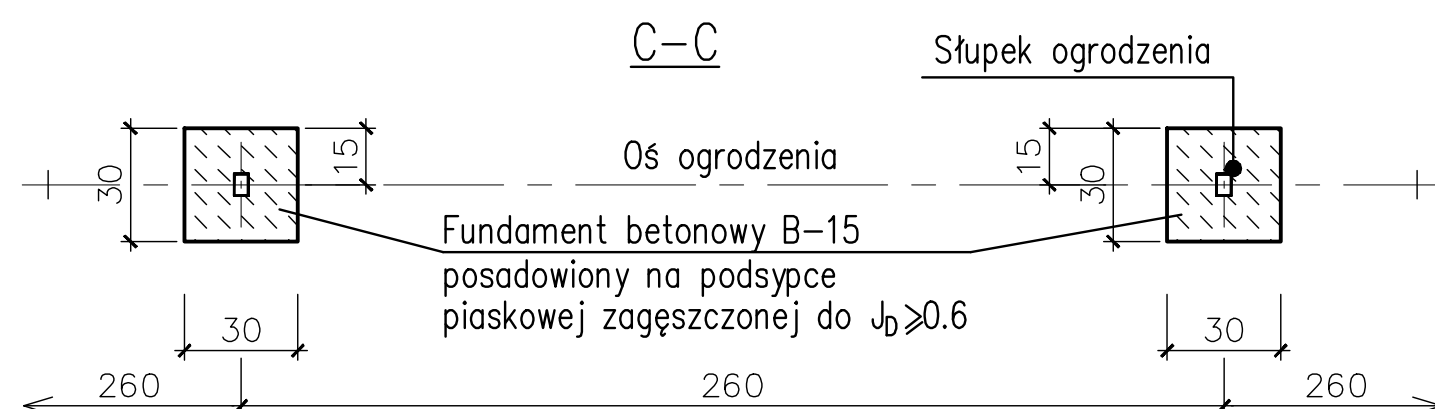 C-C
Słupek ogrodzenia
30
15
Oś ogrodzenia
15
30
Fundament betonowy B-15
posadowiony na podsypce
piaskowej zagęszczonej do J_D⩾0.6
30
30
260
260
260